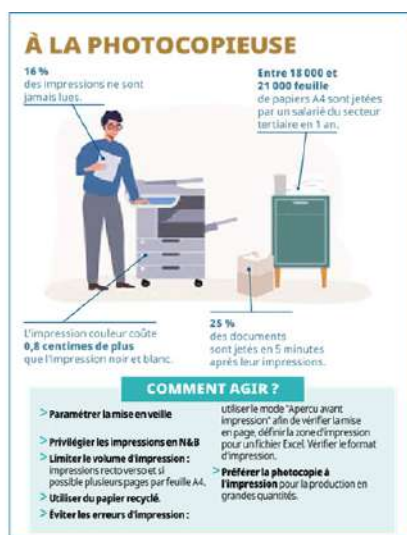 À LA PHOTOCOPIEUSE
16 %
des impressions ne sont
jamais lues.
Entre 18 000 et
21 000 feuille
de papiers A4 sont jetées
par un salarié du secteur
tertiaire en 1 an.
L'impression couleur coûte
0,8 centimes de plus
que l'impression noir et blanc.
25 %
des documents
sont jetés en 5 minutes
après leur impressions.
COMMENT AGIR ?
> Paramétrer la mise en veille
> Privilégier les impressions en N&B
> Limiter le volume d'impression :
impressions recto verso et si
possible plusieurs pages par feuille A4.
> Utiliser du papier recyclé.
> Éviter les erreurs d'impression :
utiliser le mode "Apercu avant
impression" afin de vérifier la mise
en page, définir la zone d'impression
pour un fichier Excel. Vérifier le format
d'impression.
> Préférer la photocopie à
l'impression pour la production en
grandes quantités.